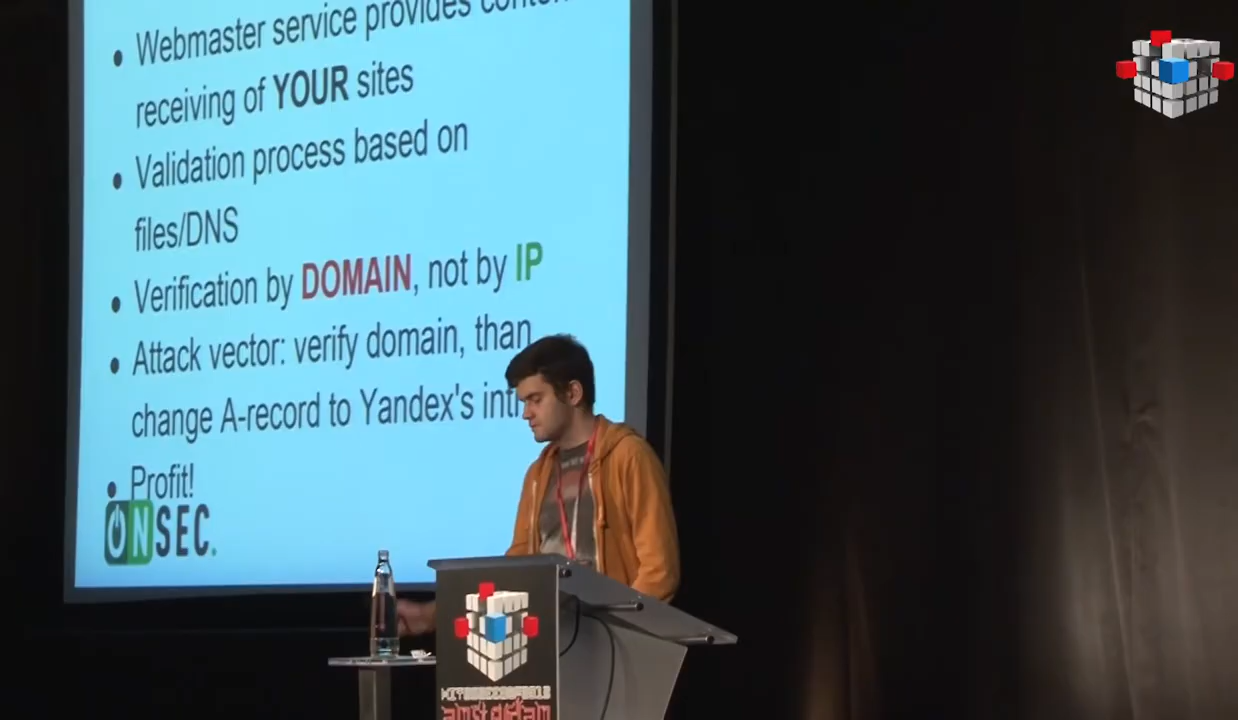 Webmaster service provides
receiving of YOUR sites
Validation process based on
files/DNS
Verification by DOMAIN, not by IP
Attack vector: verify domain, than
change A-record to Yandex's
Profit!
ONSEC.
amsterdam